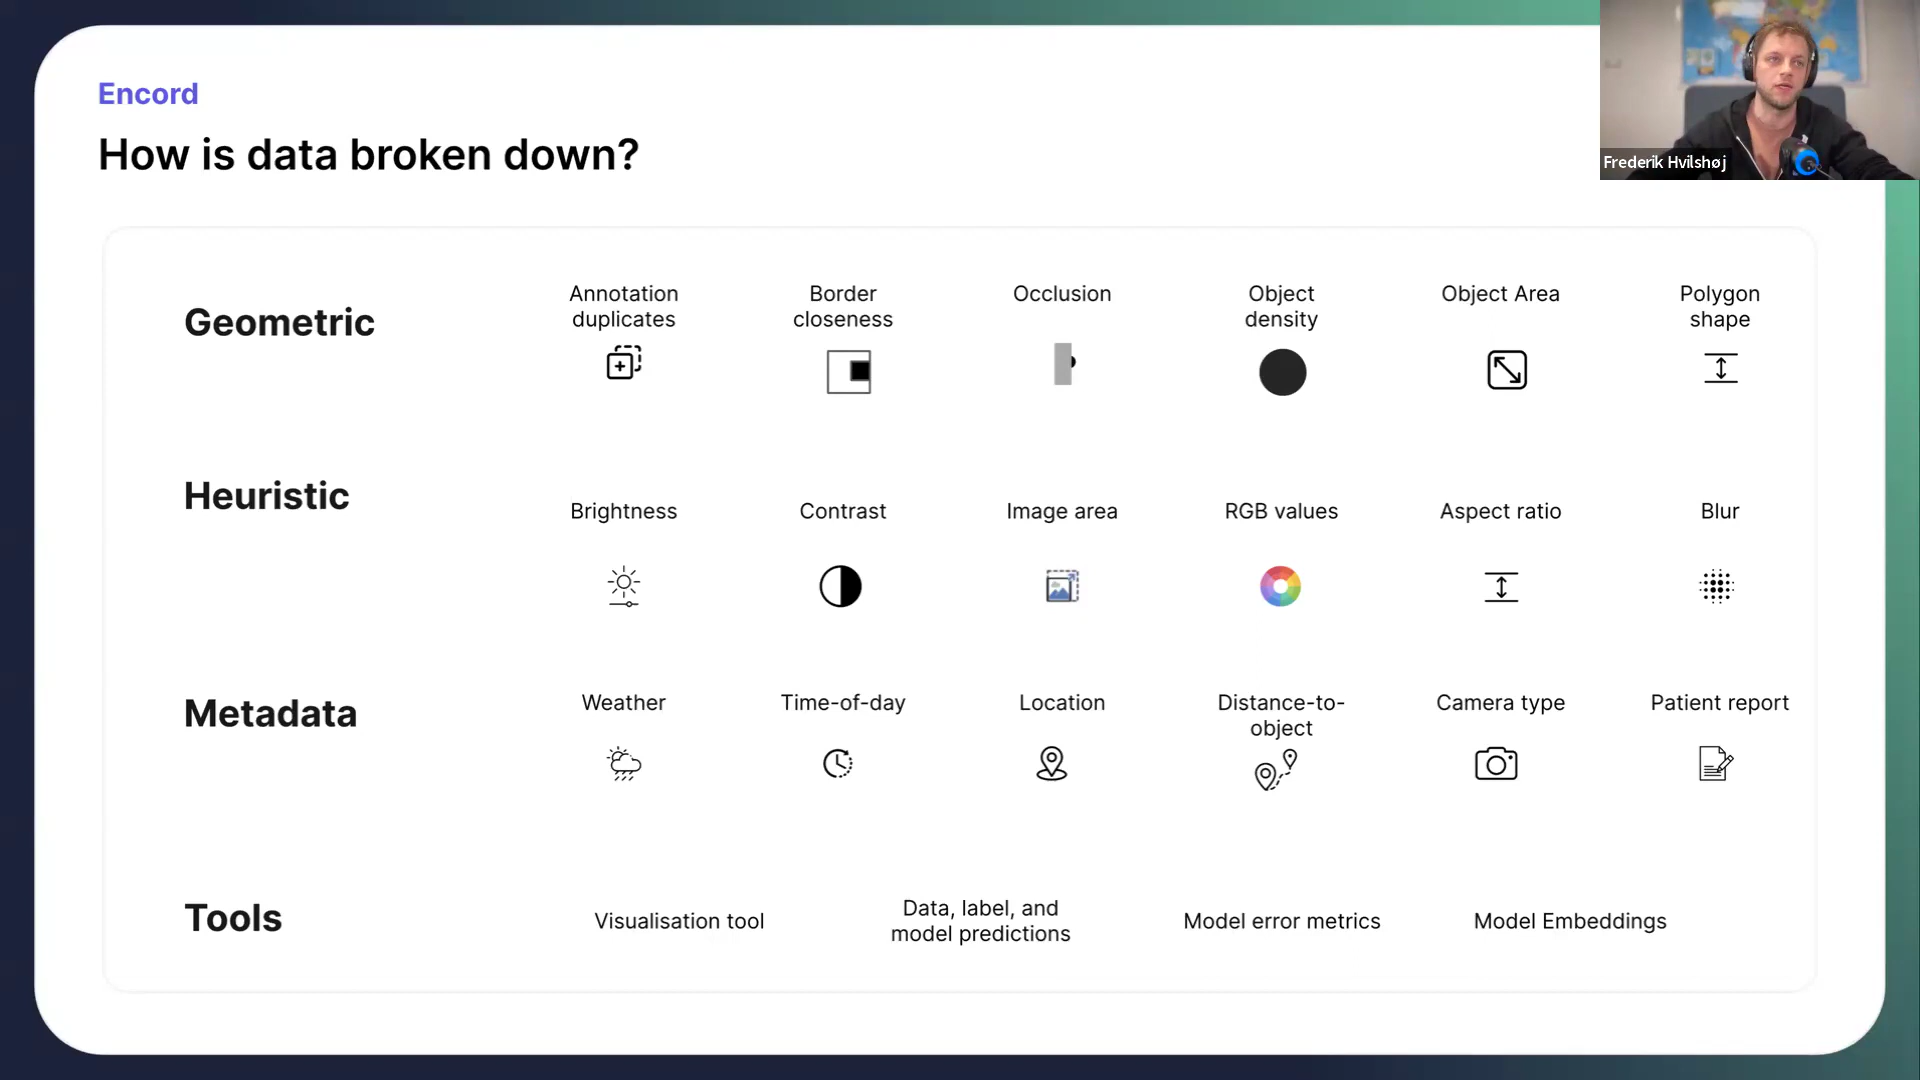 Encord
How is data broken down?
Frederik Hvilshøj
Geometric
Annotation
duplicates
Border
closeness
Occlusion
Object
density
Object Area
Polygon
shape
Heuristic
Brightness
Contrast
Image area
RGB values
Aspect ratio
Blur
Metadata
Weather
Time-of-day
Location
Distance-to-
object
Camera type
Patient report
Tools
Visualisation tool
Data, label, and
model predictions
Model error metrics
Model Embeddings